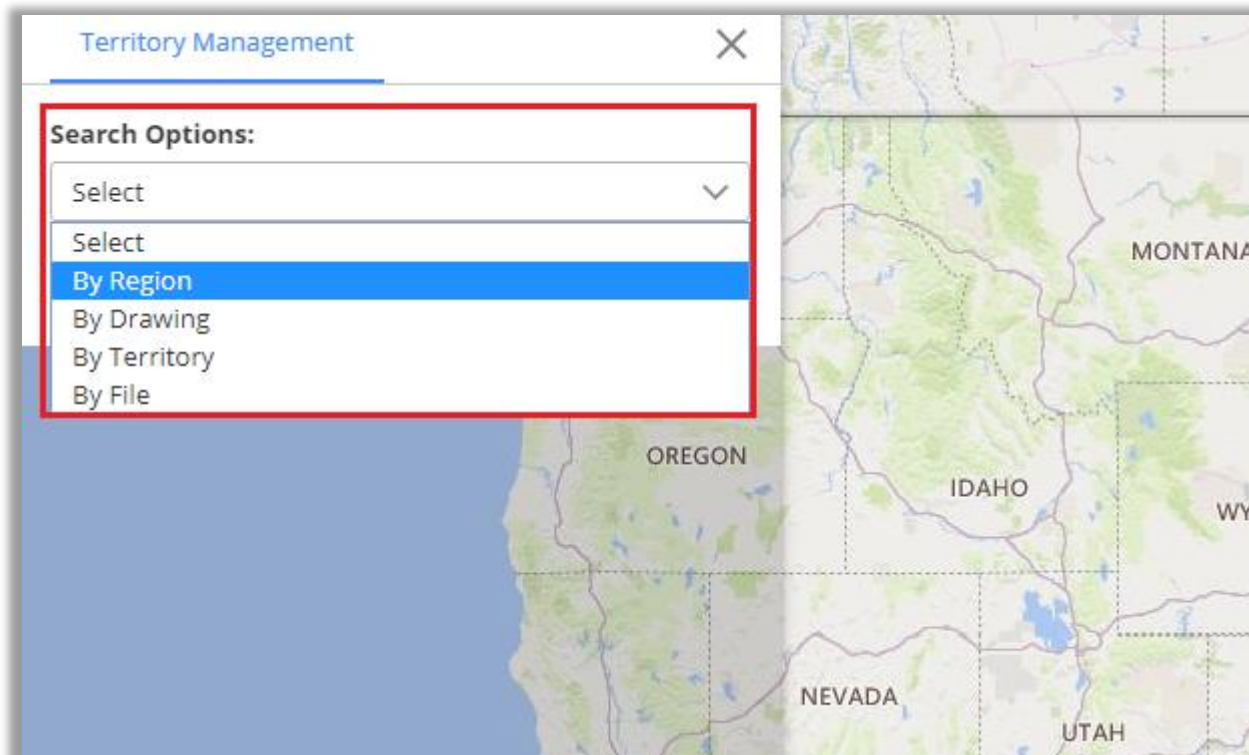 Territory Management
Search Options:
Select
Select
By Region
By Drawing
By Territory
By File
MONTANA
OREGON
IDAHO
WY
NEVADA
UTAH